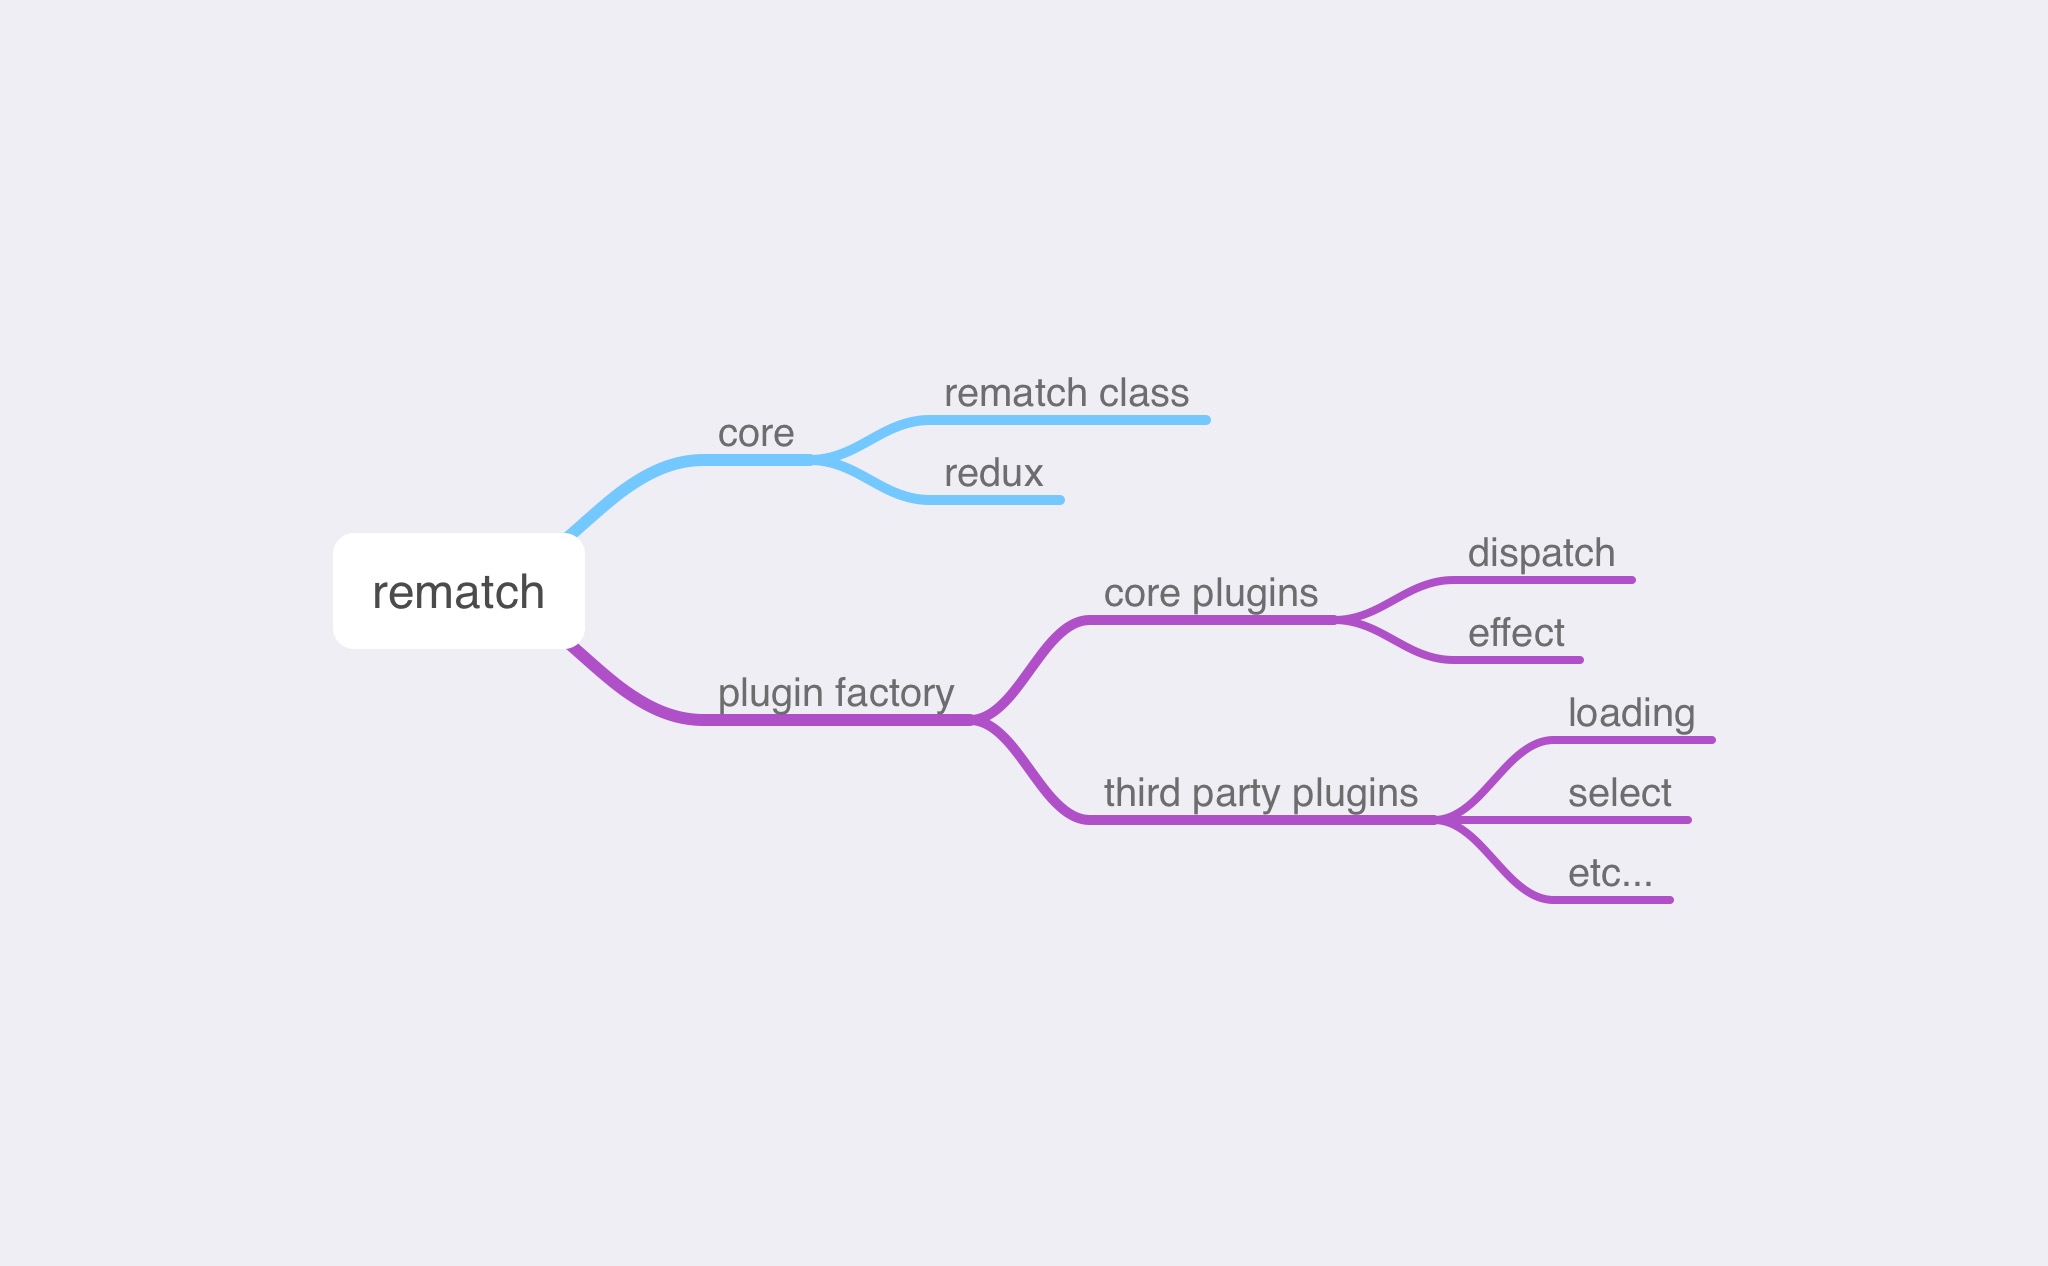 rematch
core
rematch class
redux
plugin factory
core plugins
dispatch
effect
third party plugins
loading
select
etc...